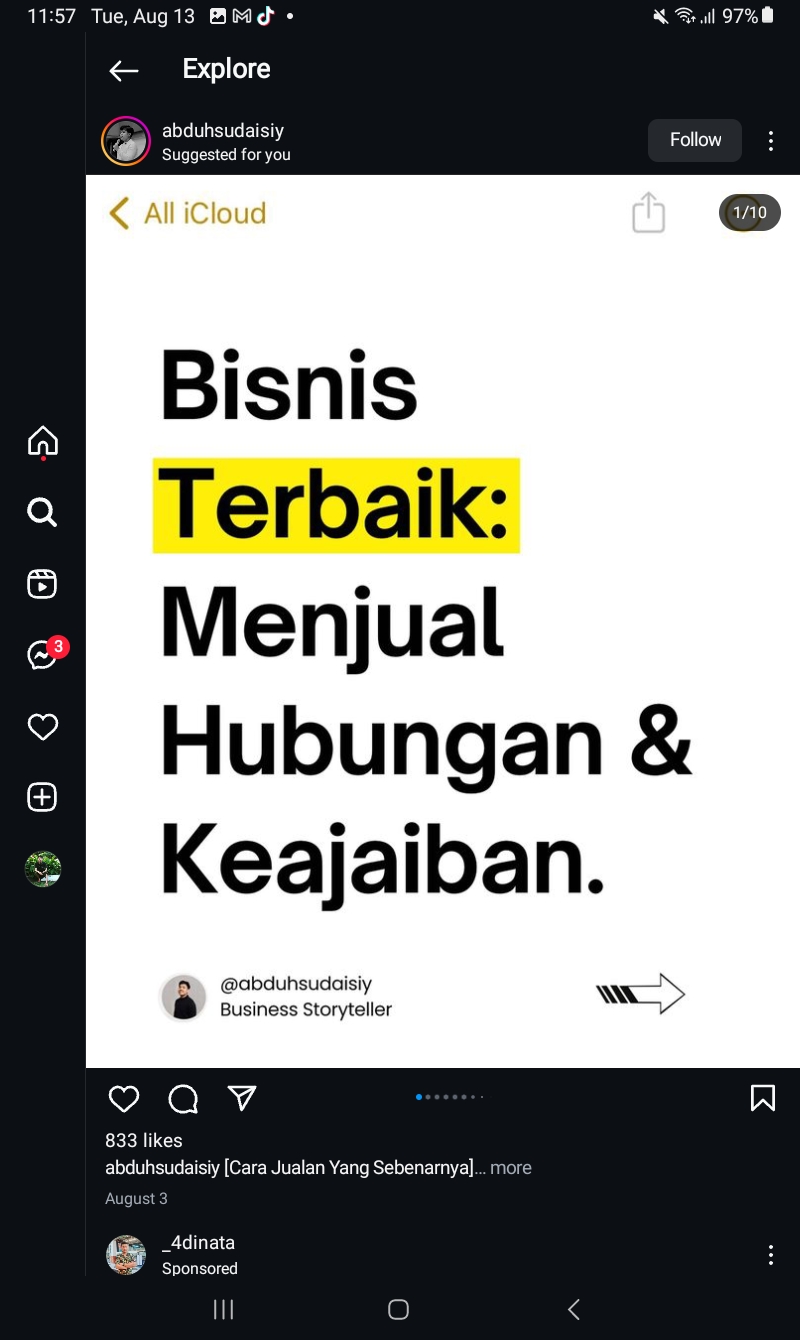 11:57 Tue, Aug 13 97%
Explore
abduhsudaisiy
Suggested for you
Follow
All iCloud
1/10
Bisnis
Terbaik:
Menjual
Hubungan &
Keajaiban.
@abduhsudaisiy
Business Storyteller
3
833 likes
abduhsudaisiy [Cara Jualan Yang Sebenarnya]... more
August 3
_4dinata
Sponsored